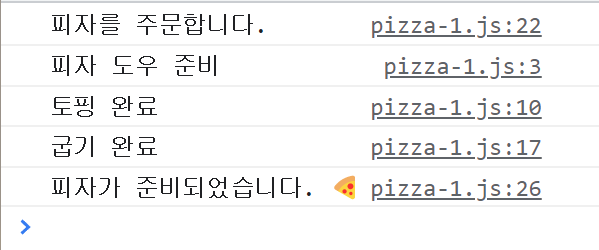 피자를 주문합니다. pizza-1.js:22
피자 도우 준비 pizza-1.js:3
토핑 완료 pizza-1.js:10
굽기 완료 pizza-1.js:17
피자가 준비되었습니다. 🍕 pizza-1.js:26